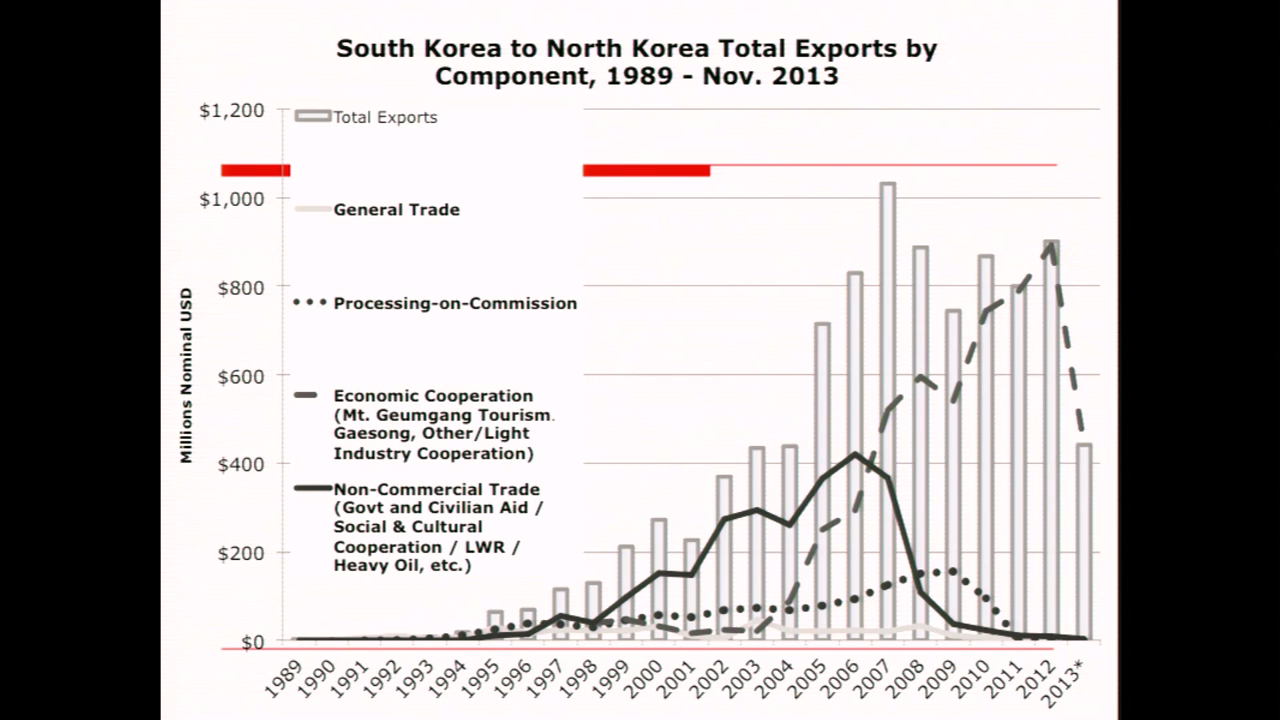 South Korea to North Korea Total Exports by
Component, 1989 - Nov. 2013
$1,200
$1,000
$800
$600
$400
$200
$0
Millions Nominal USD
Total Exports
General Trade
Processing-on-Commission
Economic Cooperation
(Mt. Geumgang Tourism.
Gaesong, Other/Light
Industry Cooperation)
Non-Commercial Trade
(Govt and Civilian Aid /
Social & Cultural
Cooperation / LWR /
Heavy Oil, etc.)
1989
1990
1991
1992
1993
1994
1995
1996
1997
1998
1999
2000
2001
2002
2003
2004
2005
2006
2007
2008
2009
2010
2011
2012
2013*